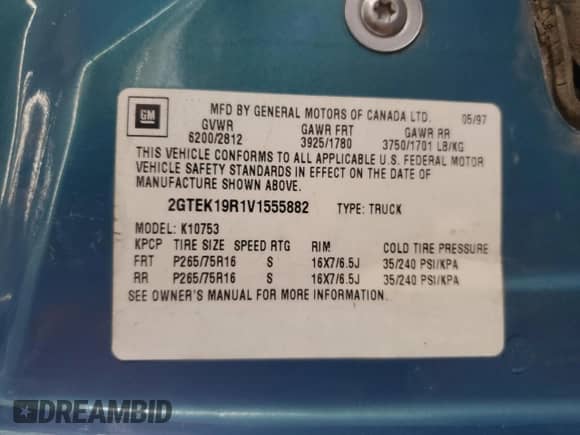 GM
MFD BY GENERAL MOTORS OF CANADA LTD. 05/97
GVWR GAWR FRT GAWR RR
6200/2812 3925/1780 3750/1701 LB/KG
THIS VEHICLE CONFORMS TO ALL APPLICABLE U.S. FEDERAL MOTOR
VEHICLE SAFETY STANDARDS IN EFFECT ON THE DATE OF
MANUFACTURE SHOWN ABOVE.
2GTEK19R1V1555882 TYPE: TRUCK
MODEL: K10753
KPCP TIRE SIZE SPEED RTG RIM COLD TIRE PRESSURE
FRT P265/75R16 S 16X7/6.5J 35/240 PSI/KPA
RR P265/75R16 S 16X7/6.5J 35/240 PSI/KPA
SEE OWNER'S MANUAL FOR MORE INFORMATION.
DREAMBID